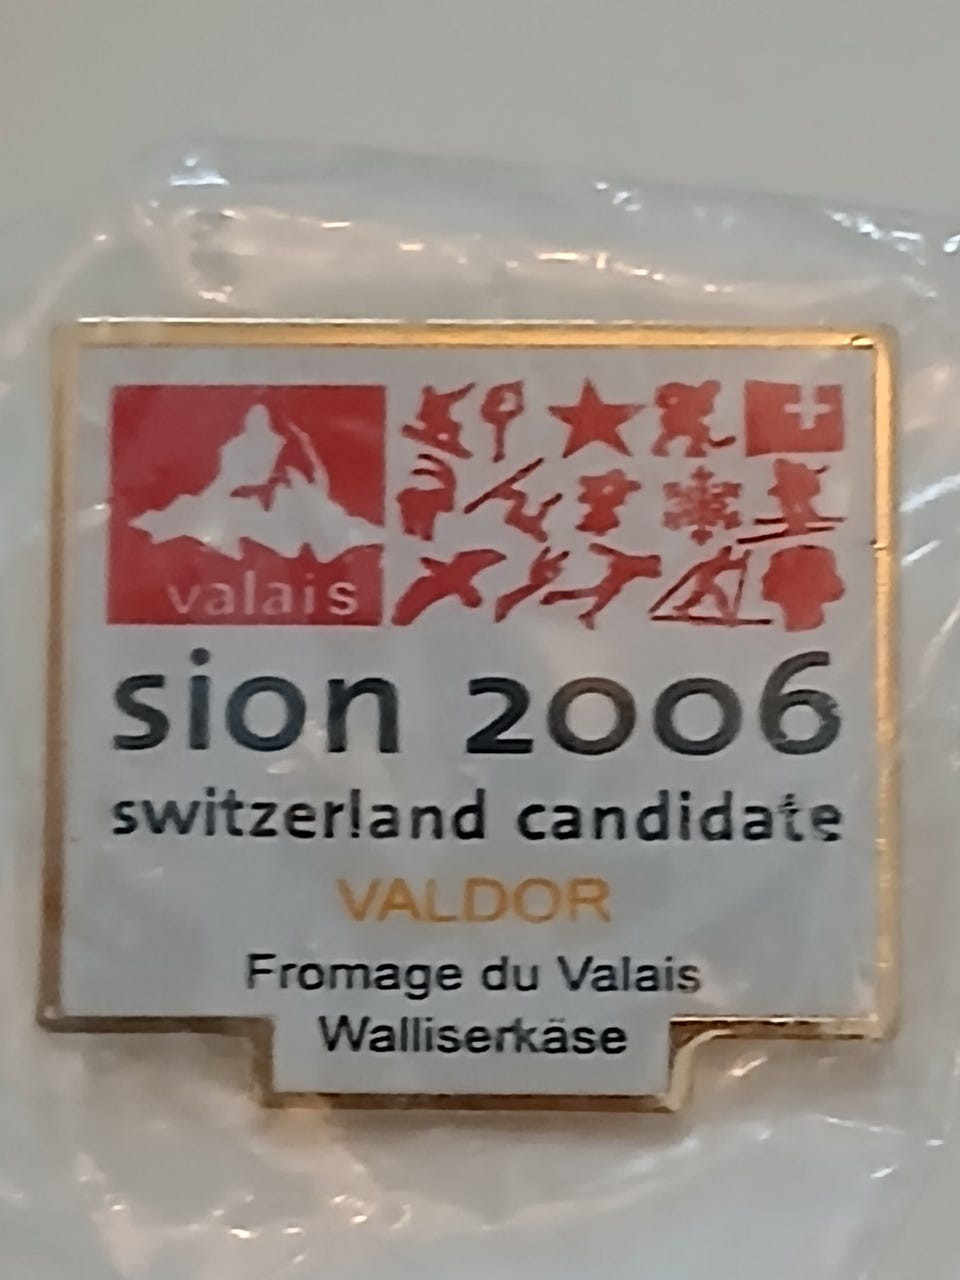 valais
sion 2006
switzerland candidate
VALDOR
Fromage du Valais
Walliserkäse